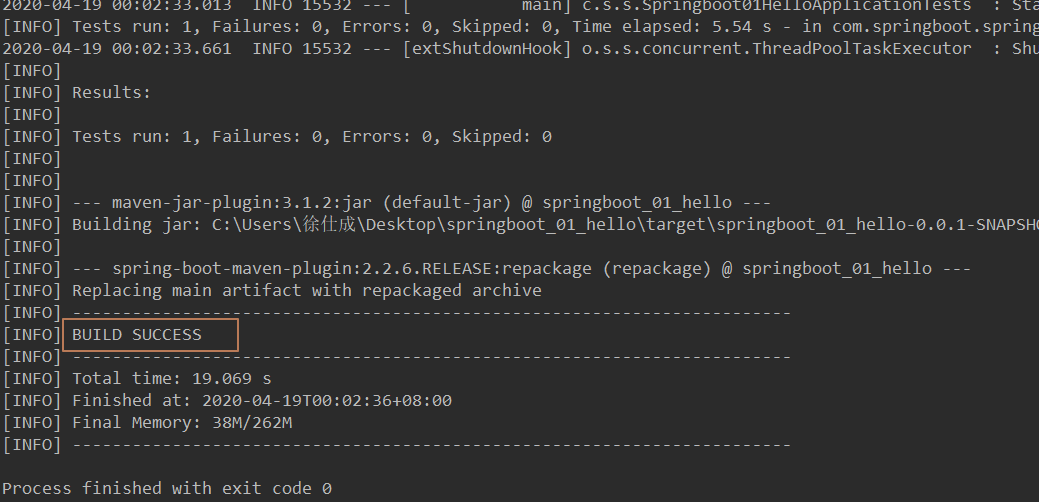 2020-04-19 00:02:33.013  INFO 15532 --- [           main] c.s.s.Springboot01HelloApplicationTests  : Sta
[INFO] Tests run: 1, Failures: 0, Errors: 0, Skipped: 0, Time elapsed: 5.54 s - in com.springboot.spring
2020-04-19 00:02:33.661  INFO 15532 --- [extShutdownHook] o.s.s.concurrent.ThreadPoolTaskExecutor  : Shu
[INFO]
[INFO] Results:
[INFO]
[INFO] Tests run: 1, Failures: 0, Errors: 0, Skipped: 0
[INFO]
[INFO]
[INFO] --- maven-jar-plugin:3.1.2:jar (default-jar) @ springboot_01_hello ---
[INFO] Building jar: C:\Users\徐仕成\Desktop\springboot_01_hello\target\springboot_01_hello-0.0.1-SNAPSHO
[INFO]
[INFO] --- spring-boot-maven-plugin:2.2.6.RELEASE:repackage (repackage) @ springboot_01_hello ---
[INFO] Replacing main artifact with repackaged archive
[INFO] ------------------------------------------------------------------------
[INFO] BUILD SUCCESS
[INFO] ------------------------------------------------------------------------
[INFO] Total time: 19.069 s
[INFO] Finished at: 2020-04-19T00:02:36+08:00
[INFO] Final Memory: 38M/262M
[INFO] ------------------------------------------------------------------------
Process finished with exit code 0